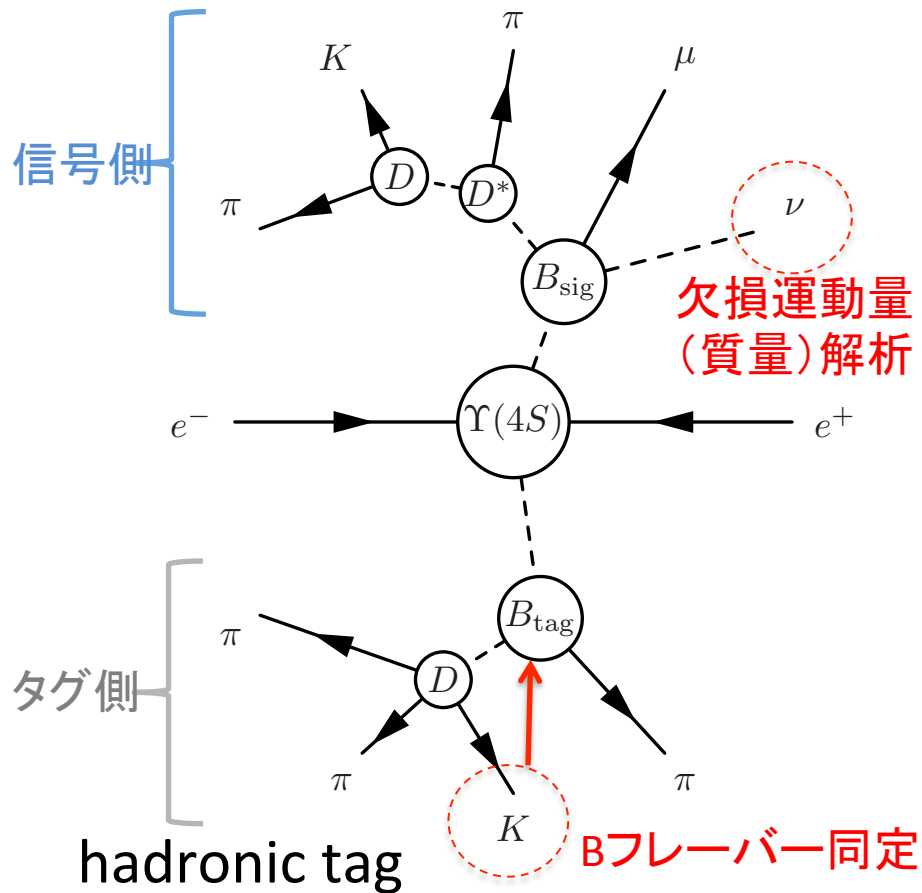 π
K
μ
信号側
D
D*
π
ν
B_sig
欠損運動量
（質量）解析
e⁻
Υ(4S)
e⁺
B_tag
π
D
タグ側
π
π
K
Bフレーバー同定
hadronic tag